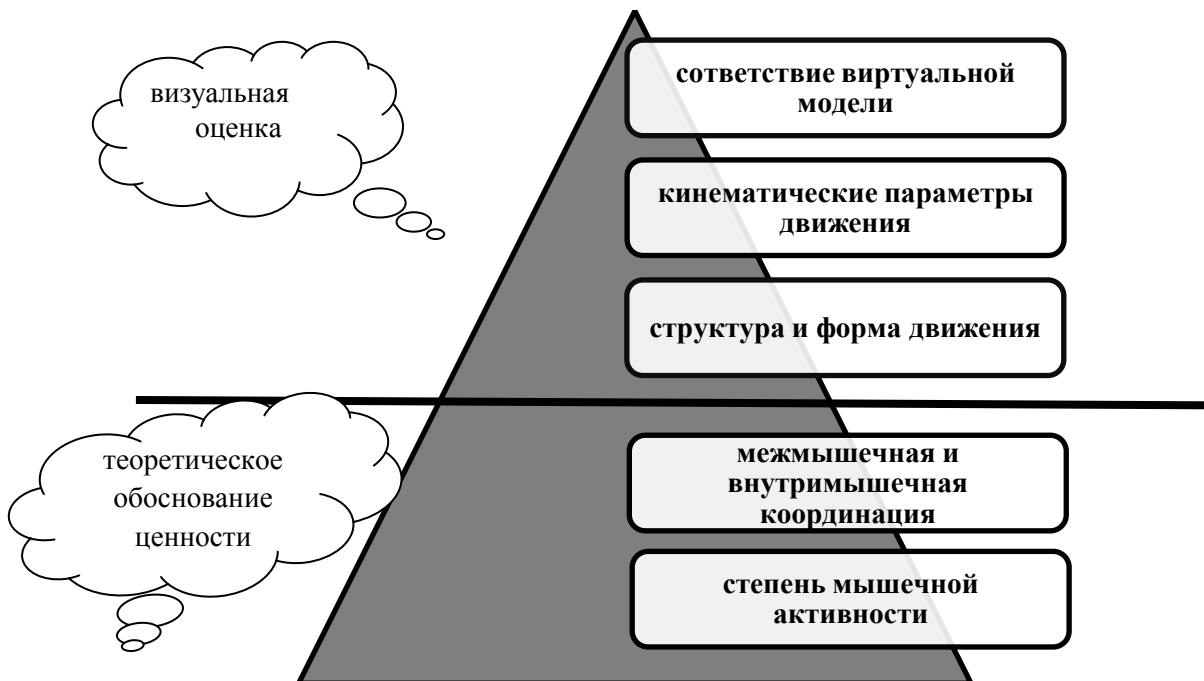 визуальная
оценка
сответствие виртуальной
модели
кинематические параметры
движения
структура и форма движения
теоретическое
обоснование
ценности
межмышечная и
внутримышечная
координация
степень мышечной
активности